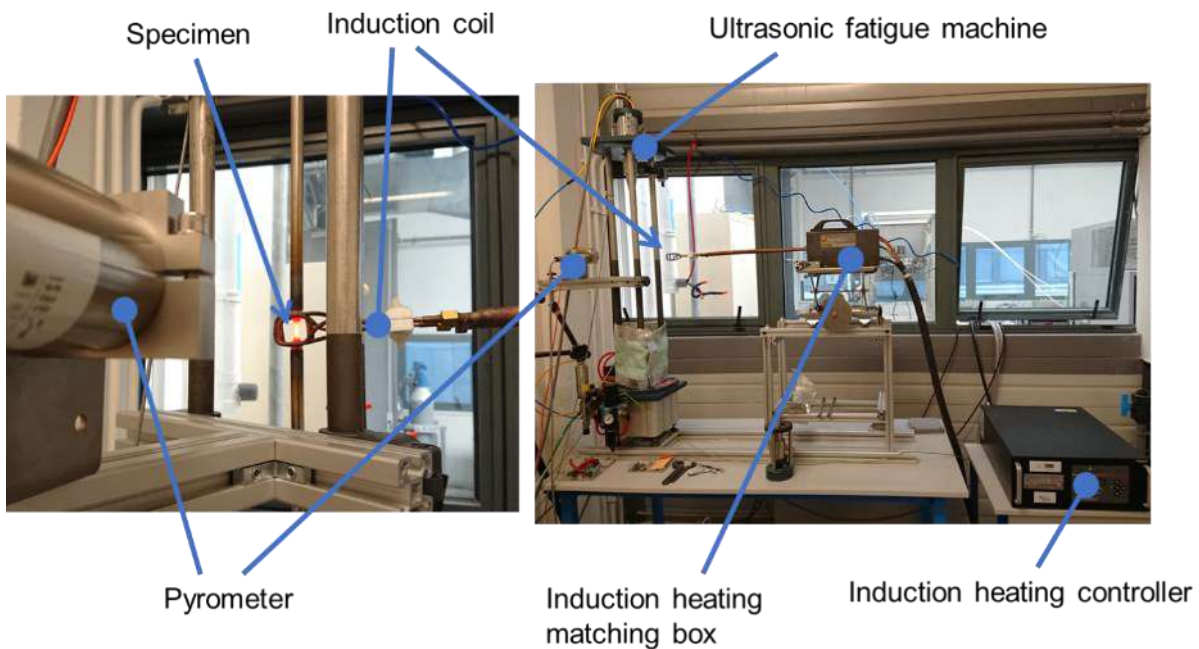 Specimen
Induction coil
Ultrasonic fatigue machine
Pyrometer
Induction heating
matching box
Induction heating controller